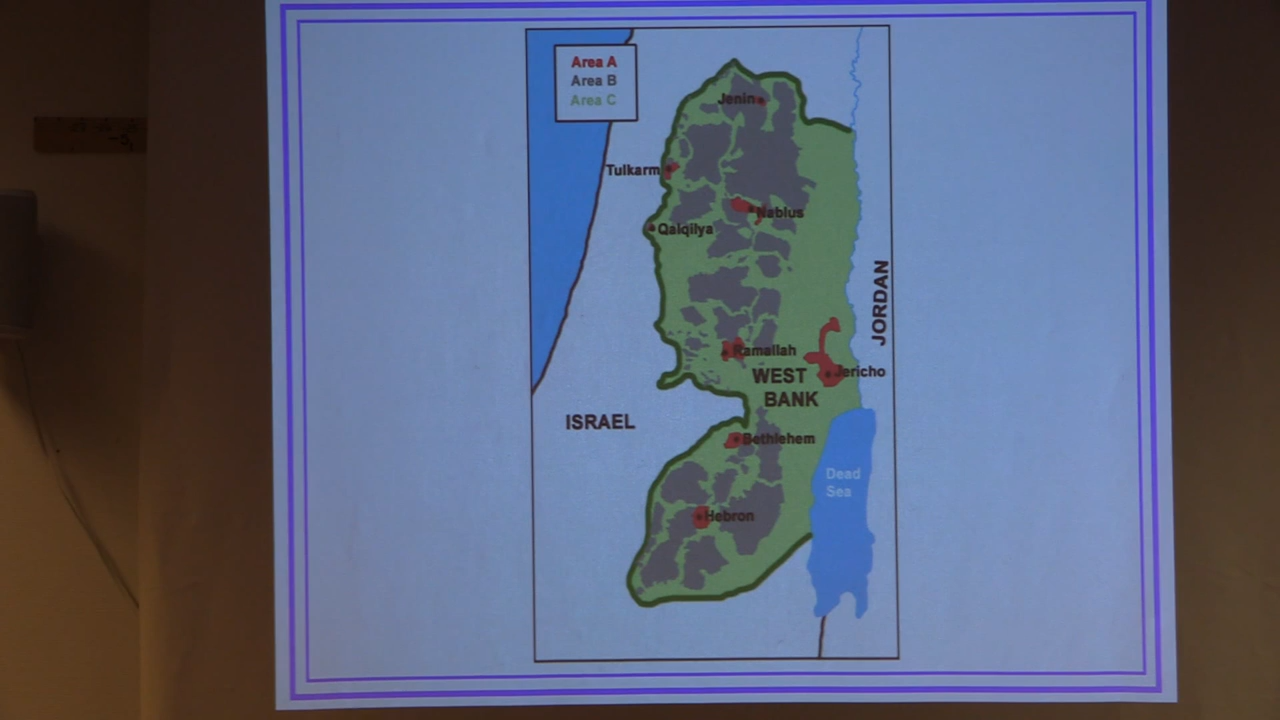 Area A
Area B
Area C
Jenin
Tulkarm
Nablus
Qalqilya
JORDAN
Ramallah
Jericho
WEST
BANK
ISRAEL
Bethlehem
Dead
Sea
Hebron